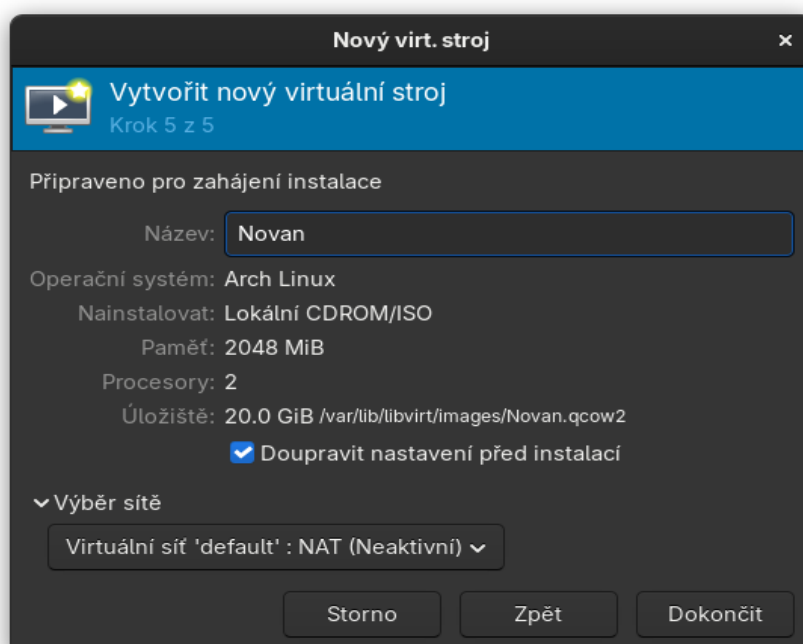 Nový virt. stroj
Vytvořit nový virtuální stroj
Krok 5 z 5
Připraveno pro zahájení instalace
Název: Novan
Operační systém: Arch Linux
Nainstalovat: Lokální CDROM/ISO
Paměť: 2048 MiB
Procesory: 2
Úložiště: 20.0 GiB /var/lib/libvirt/images/Novan.qcow2
Doupravit nastavení před instalací
Výběr sítě
Virtuální síť 'default' : NAT (Neaktivní)
Storno Zpět Dokončit